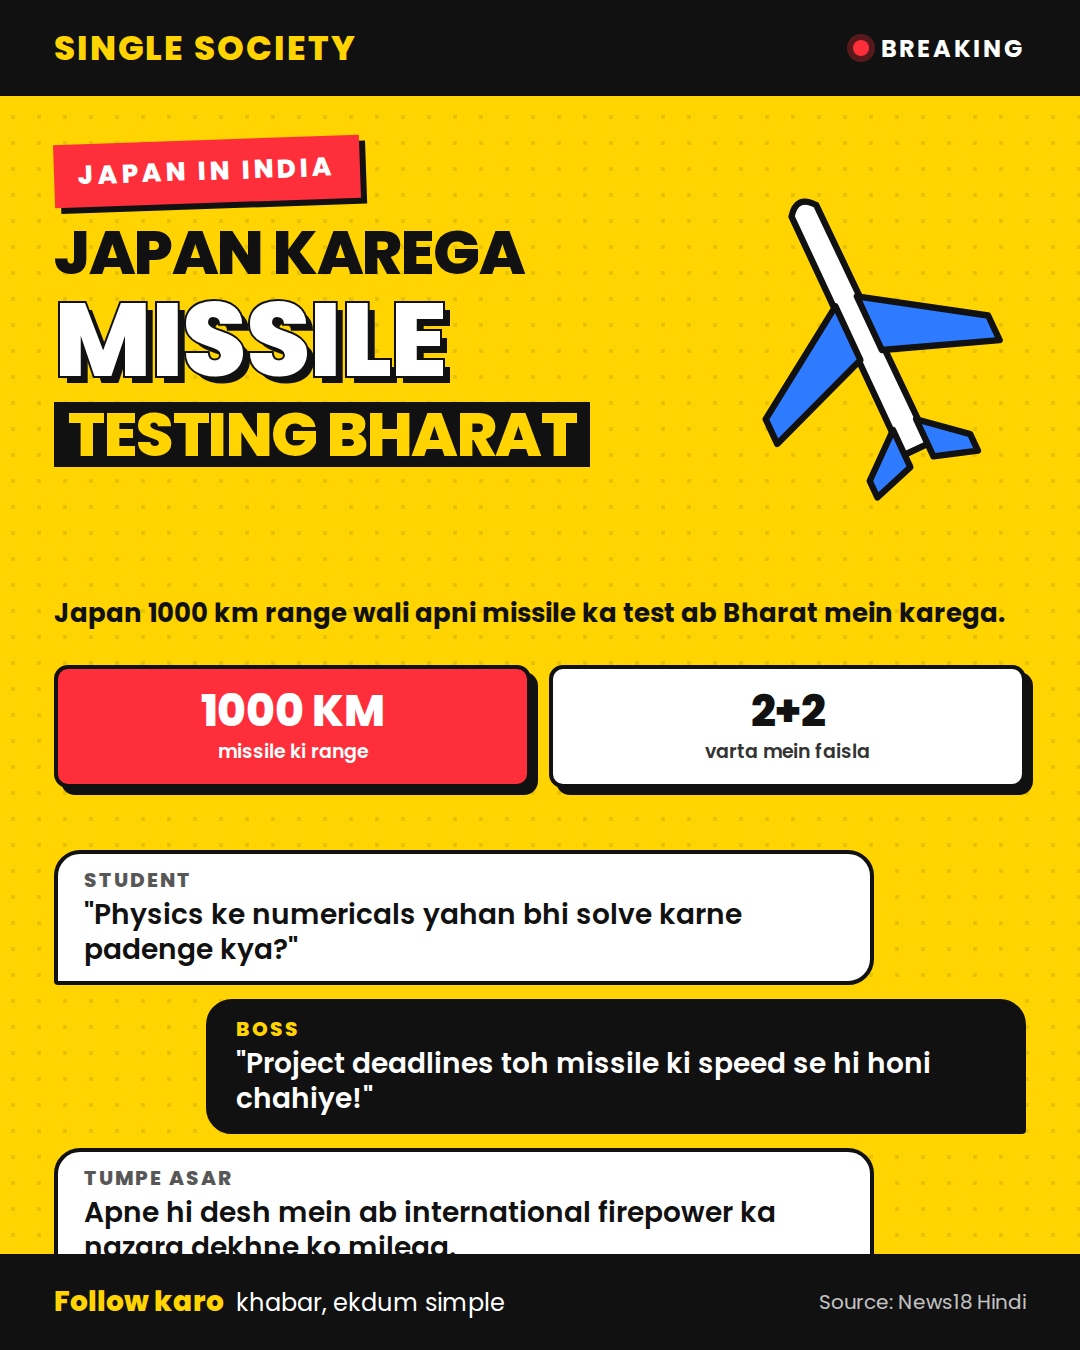 SINGLE SOCIETY
BREAKING
JAPAN IN INDIA
JAPAN KAREGA
MISSILE
TESTING BHARAT
Japan 1000 km range wali apni missile ka test ab Bharat mein karega.
1000 KM
missile ki range
2+2
varta mein faisla
STUDENT
"Physics ke numericals yahan bhi solve karne
padenge kya?"
BOSS
"Project deadlines toh missile ki speed se hi honi
chahiye!"
TUMPE ASAR
Apne hi desh mein ab international firepower ka
nazara dekhne ko milega.
Follow karo khabar, ekdum simple
Source: News18 Hindi